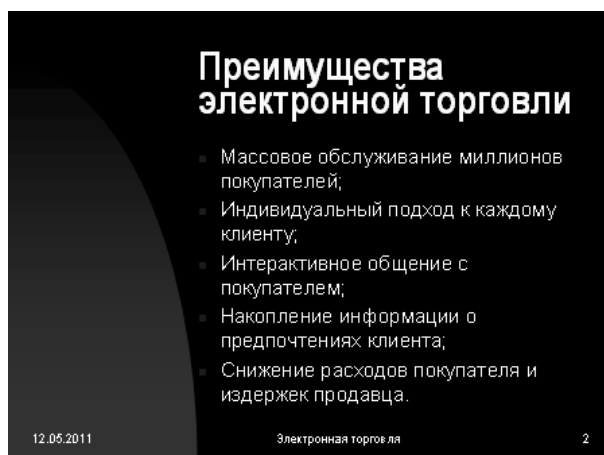 Преимущества
электронной торговли
Массовое обслуживание миллионов
покупателей;
Индивидуальный подход к каждому
клиенту;
Интерактивное общение с
покупателем;
Накопление информации о
предпочтениях клиента;
Снижение расходов покупателя и
издержек продавца.
12.05.2011
Электронная торговля
2